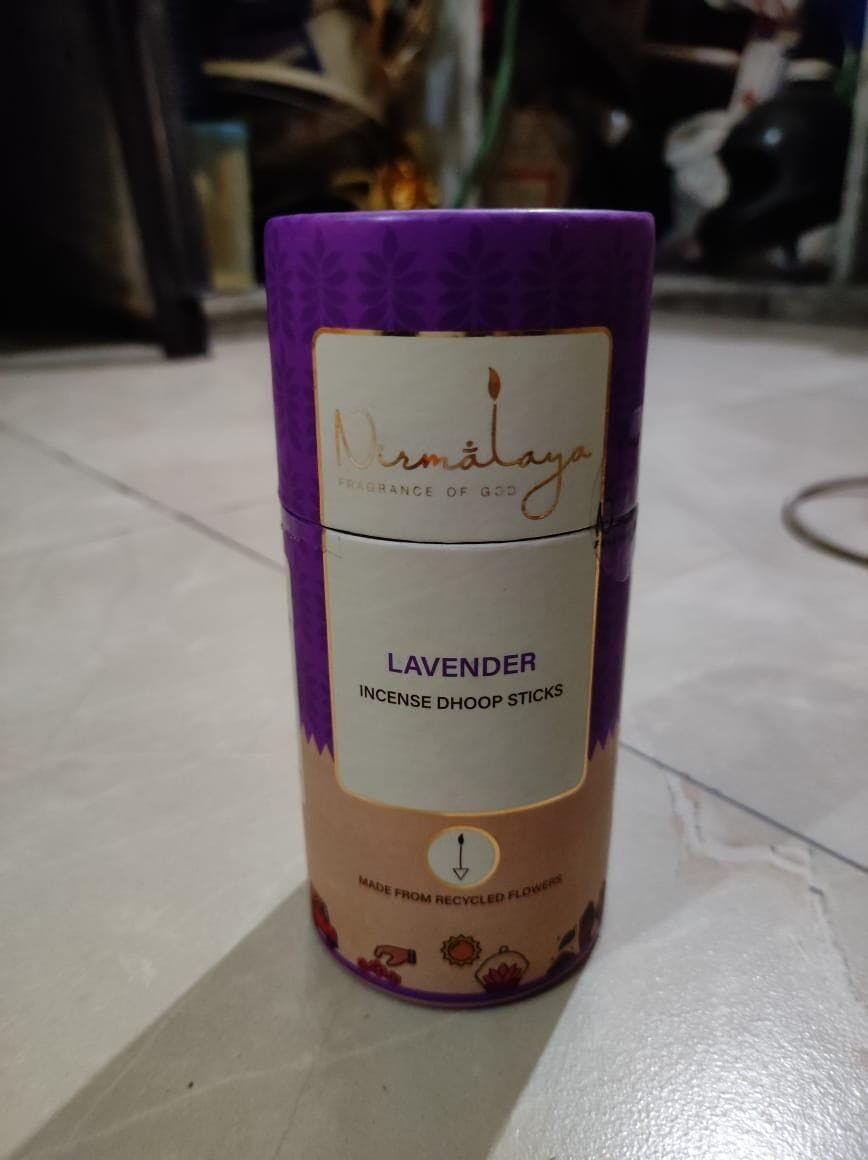 Nirmalaya
FRAGRANCE OF GOD
LAVENDER
INCENSE DHOOP STICKS
MADE FROM RECYCLED FLOWERS